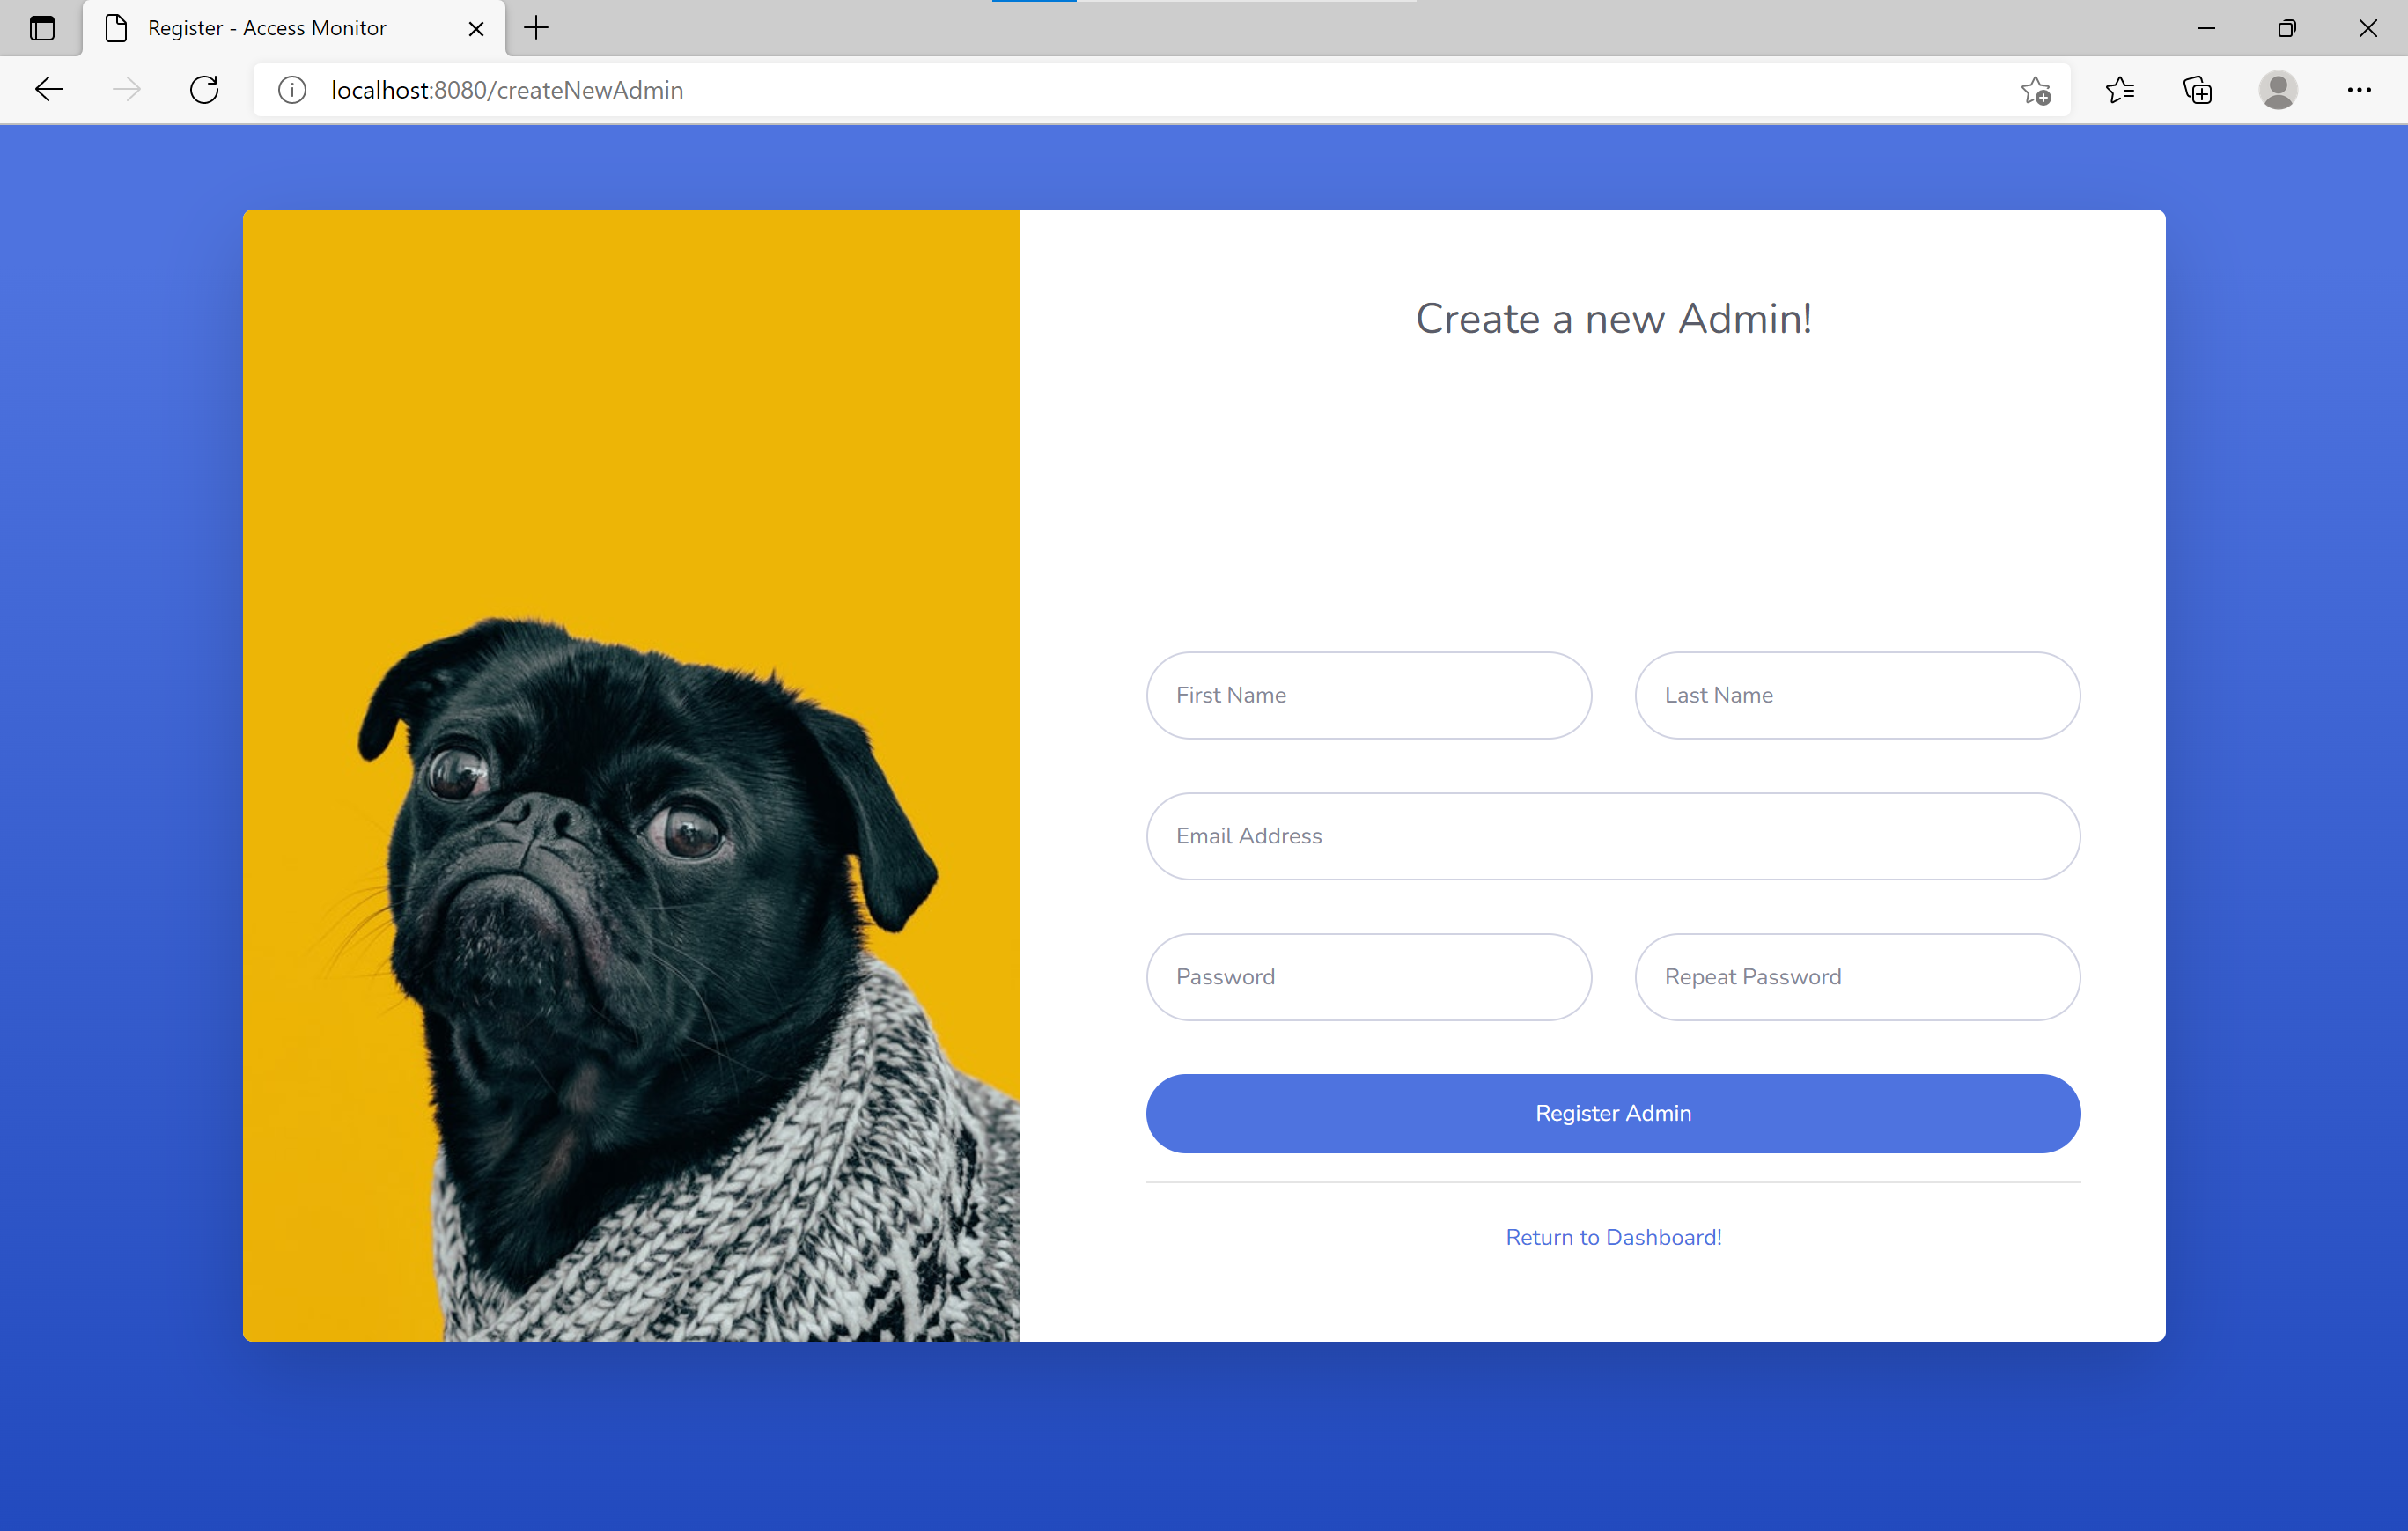 Register - Access Monitor
localhost:8080/createNewAdmin
Create a new Admin!
First Name
Last Name
Email Address
Password
Repeat Password
Register Admin
Return to Dashboard!